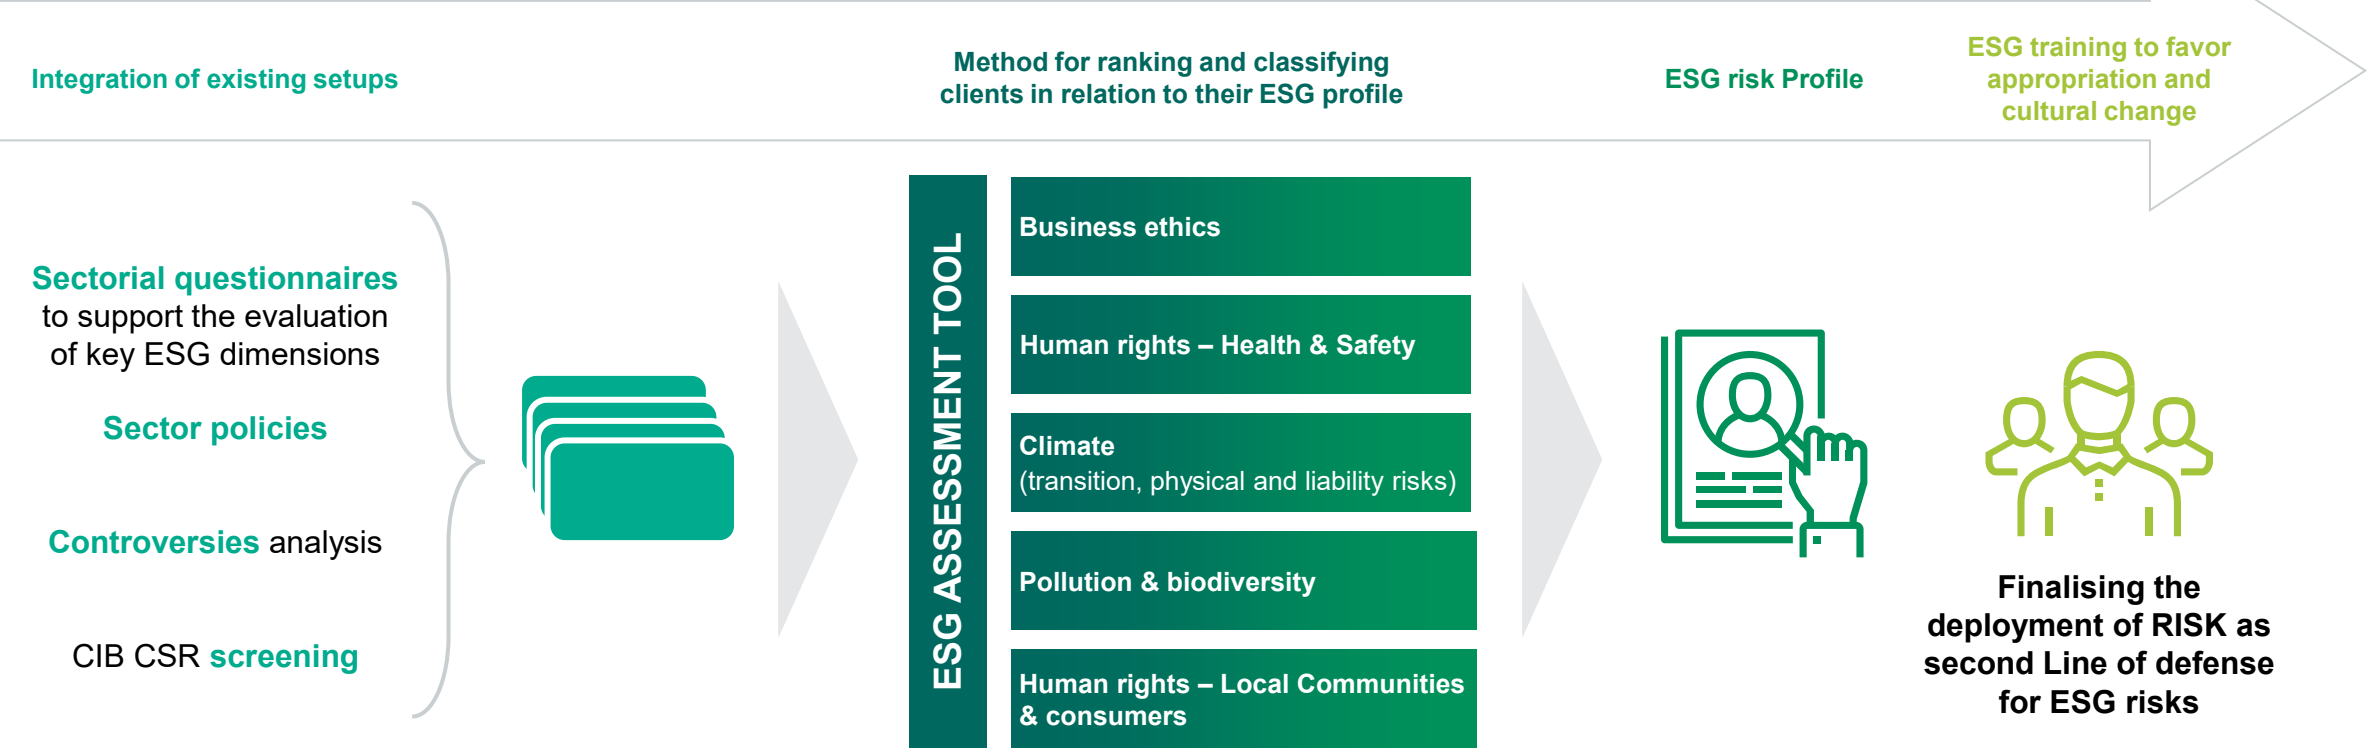 Integration of existing setups
Method for ranking and classifying
clients in relation to their ESG profile
ESG risk Profile
ESG training to favor
appropriation and
cultural change
Sectorial questionnaires
to support the evaluation
of key ESG dimensions
Sector policies
Controversies analysis
CIB CSR screening
ESG ASSESSMENT TOOL
Business ethics
Human rights – Health & Safety
Climate
(transition, physical and liability risks)
Pollution & biodiversity
Human rights – Local Communities
& consumers
Finalising the
deployment of RISK as
second Line of defense
for ESG risks